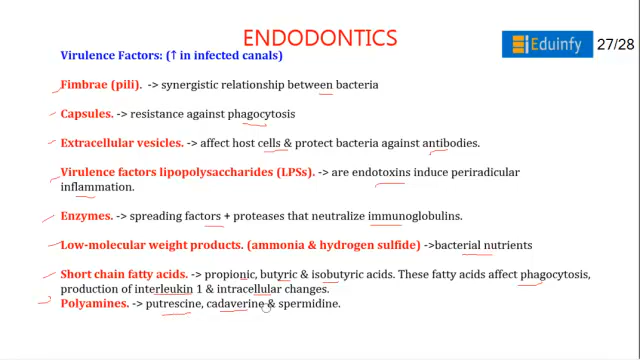 ENDODONTICS
Eduinfy
27/28
Virulence Factors: (↑ in infected canals)
Fimbrae (pili). -> synergistic relationship between bacteria
Capsules. -> resistance against phagocytosis
Extracellular vesicles. -> affect host cells & protect bacteria against antibodies.
Virulence factors lipopolysaccharides (LPSs). -> are endotoxins induce periradicular
inflammation.
Enzymes. -> spreading factors + proteases that neutralize immunoglobulins.
Low-molecular weight products. (ammonia & hydrogen sulfide) ->bacterial nutrients
Short chain fatty acids. -> propionic, butyric & isobutyric acids. These fatty acids affect phagocytosis,
production of interleukin 1 & intracellular changes.
Polyamines. -> putrescine, cadaverine & spermidine.